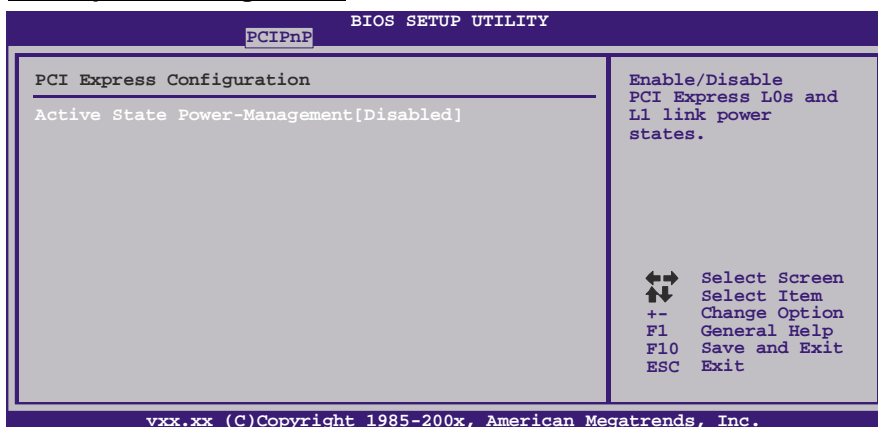 BIOS SETUP UTILITY
PCIPnP
PCI Express Configuration
Active State Power-Management[Disabled]
Enable/Disable
PCI Express L0s and
L1 link power
states.
Select Screen
Select Item
+- Change Option
F1 General Help
F10 Save and Exit
ESC Exit
vxx.xx (C)Copyright 1985-200x, American Megatrends, Inc.